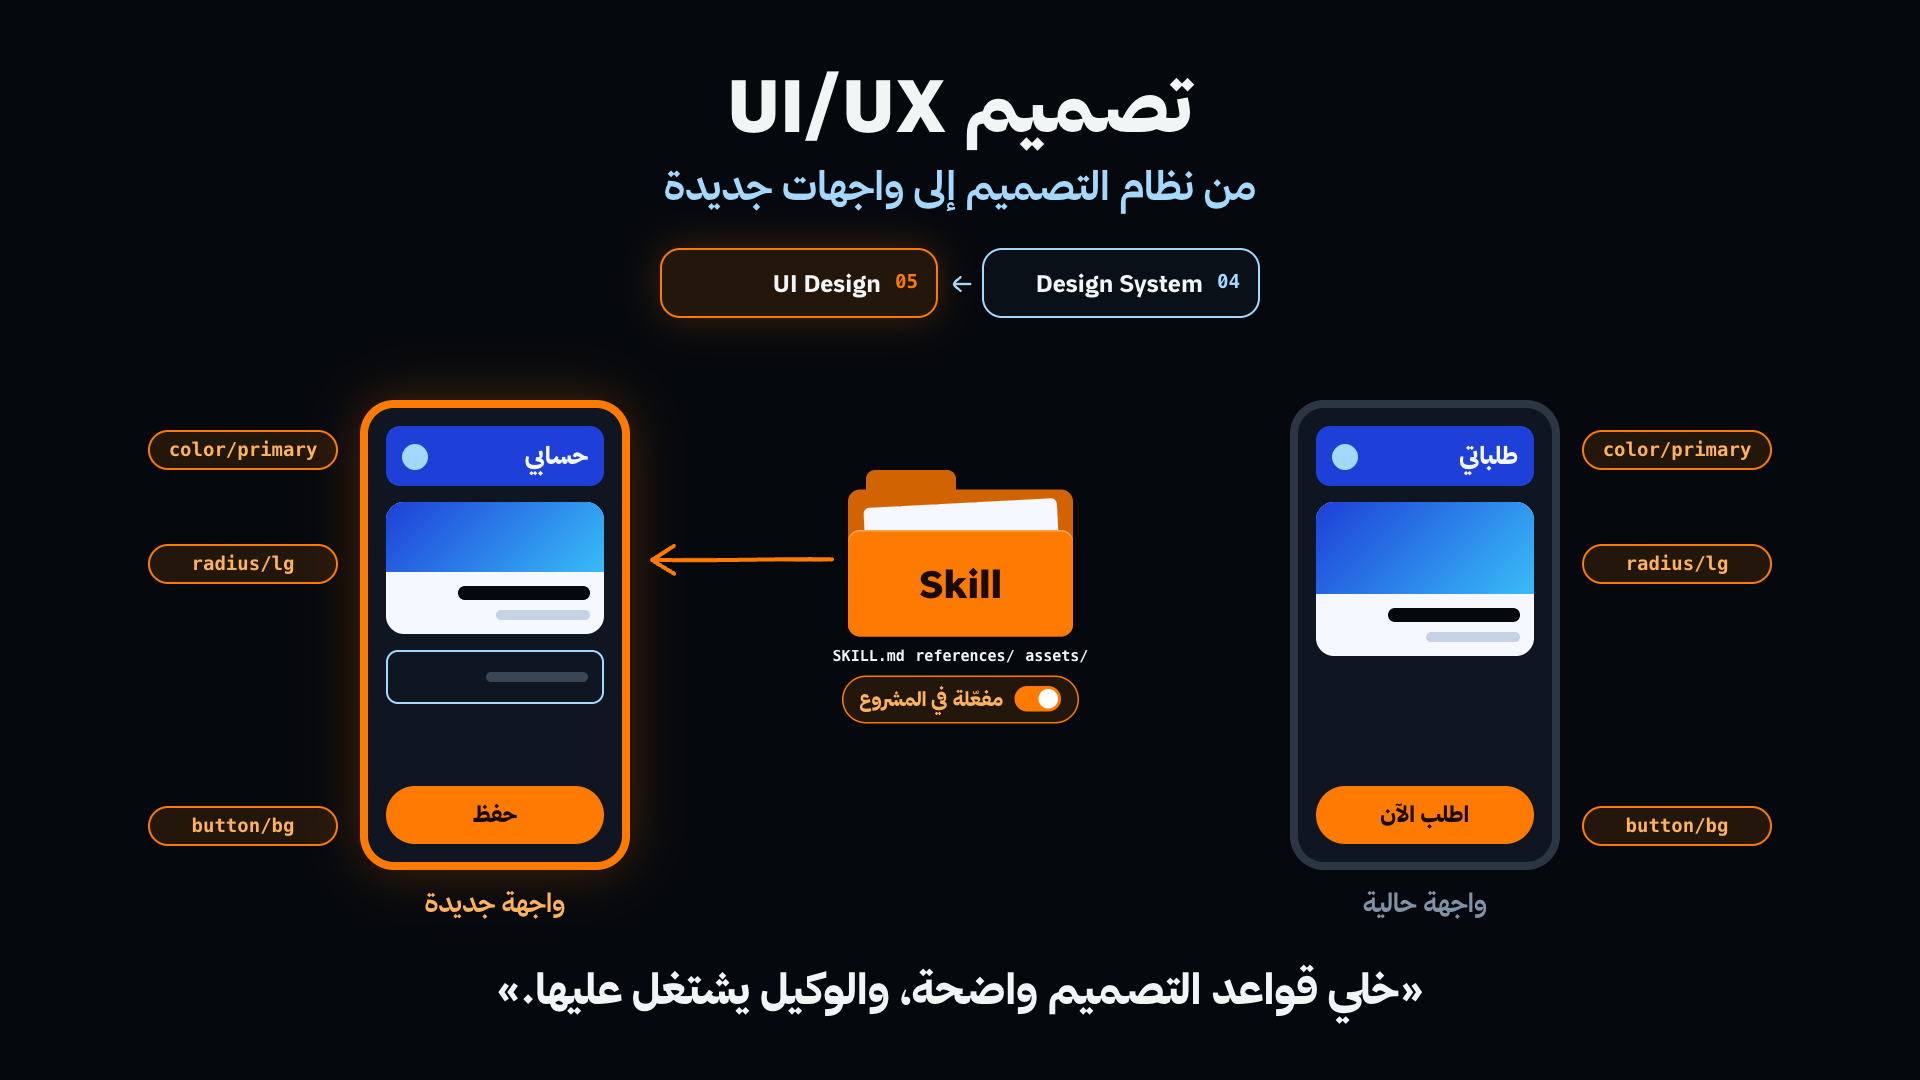 تصميم UI/UX
من نظام التصميم إلى واجهات جديدة
04 Design System ← 05 UI Design
color/primary
radius/lg
button/bg
طلباتي
اطلب الآن
واجهة حالية
Skill
SKILL.md references/ assets/
مفعّلة في المشروع
حسابي
حفظ
واجهة جديدة
color/primary
radius/lg
button/bg
«خلي قواعد التصميم واضحة، والوكيل يشتغل عليها.»